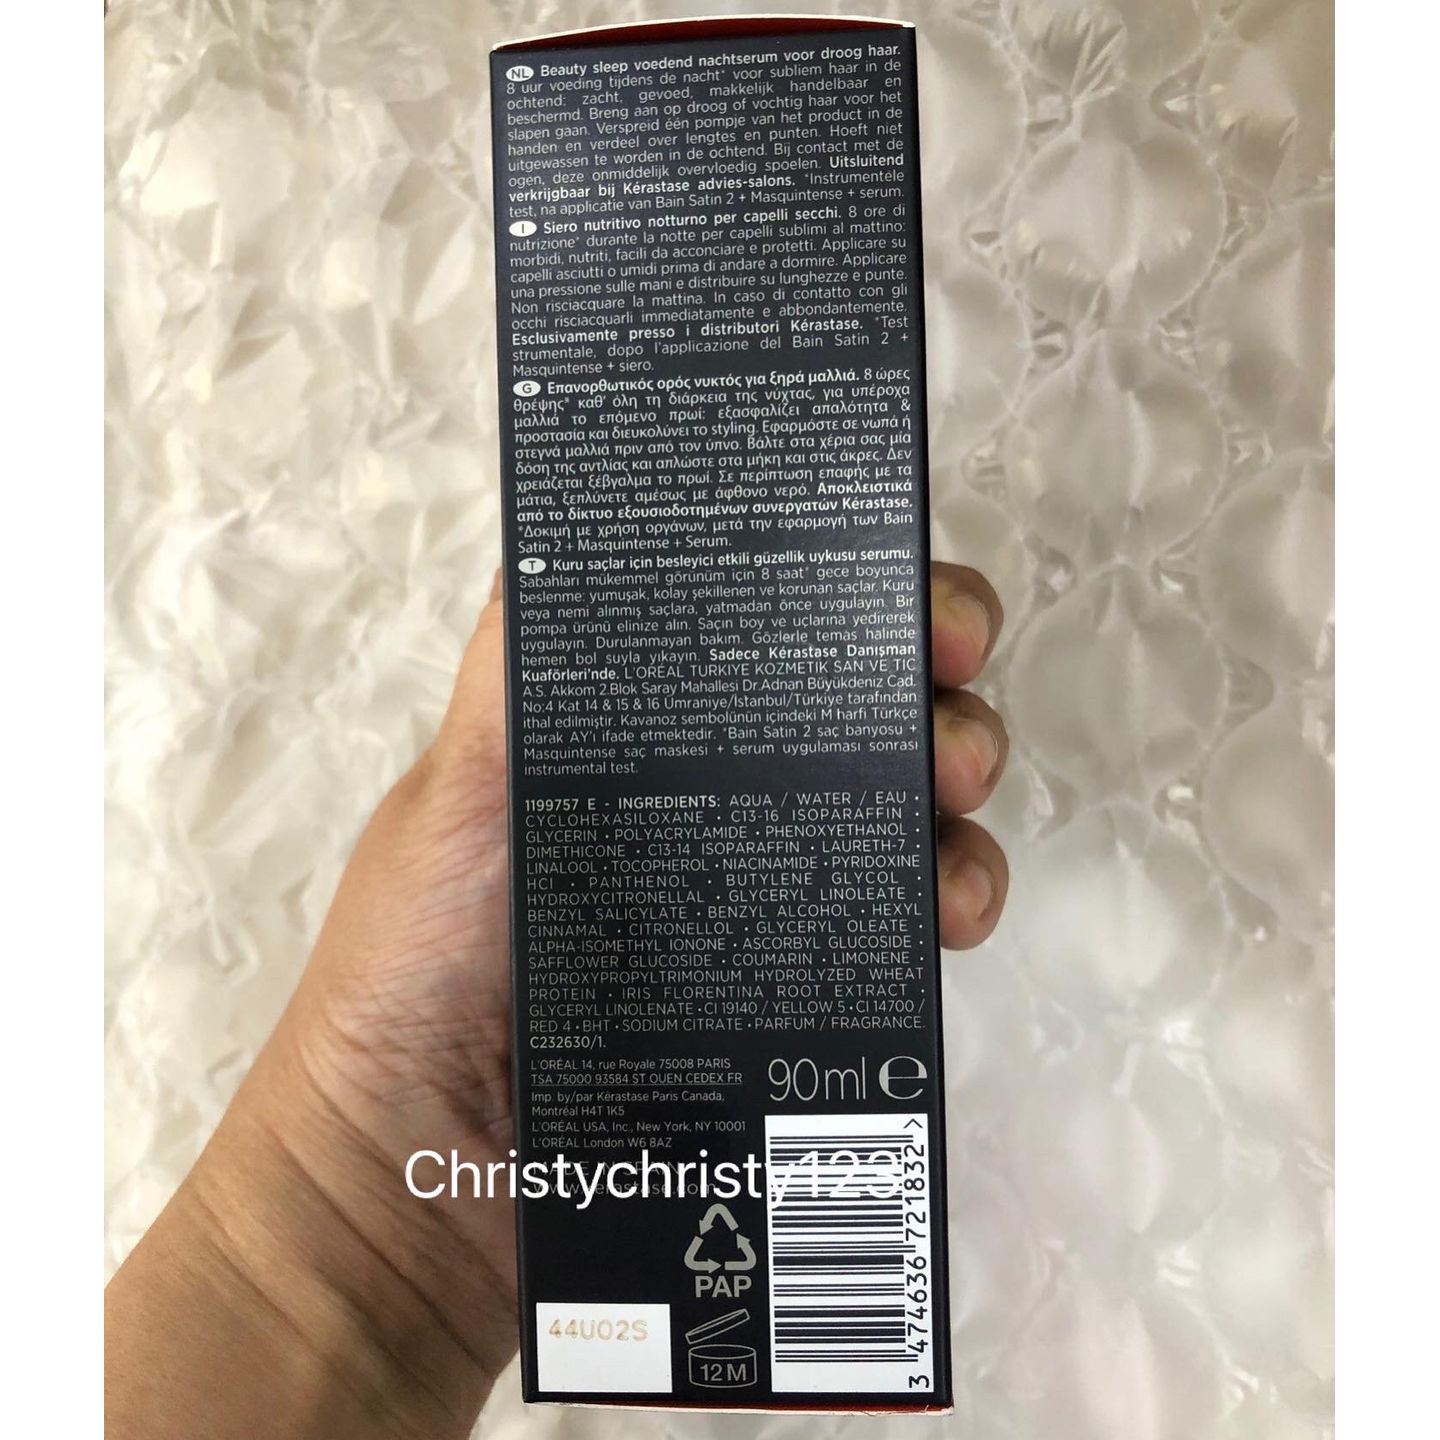 NL Beauty sleep voedend nachtserum voor droog haar.
8 uur voeding tijdens de nacht* voor subliem haar in de
ochtend: zacht, gevoed, makkelijk handelbaar en
beschermd. Breng aan op droog of vochtig haar voor het
slapen gaan. Verspreid één pompje van het product in de
handen en verdeel over lengtes en punten. Hoeft niet
uitgewassen te worden in de ochtend. Bij contact met de
ogen, deze onmiddelijk overvloedig spoelen. Uitsluitend
verkrijgbaar bij Kérastase advies-salons. *Instrumentele
test, na applicatie van Bain Satin 2 + Masquintense + serum.
I Siero nutritivo notturno per capelli secchi. 8 ore di
nutrizione* durante la notte per capelli sublimi al mattino:
morbidi, nutriti, facili da acconciare e protetti. Applicare su
capelli asciutti o umidi prima di andare a dormire. Applicare
una pressione sulle mani e distribuire su lunghezze e punte.
Non risciacquare la mattina. In caso di contatto con gli
occhi risciacquarli immediatamente e abbondantemente.
Esclusivamente presso i distributori Kérastase. *Test
strumentale, dopo l'applicazione del Bain Satin 2 +
Masquintense + siero.
G Επανορθωτικός ορός νυκτός για ξηρά μαλλιά. 8 ώρες
θρέψης* καθ' όλη τη διάρκεια της νύχτας, για υπέροχα
μαλλιά το επόμενο πρωί: εξασφαλίζει απαλότητα &
προστασία και διευκολύνει το styling. Εφαρμόστε σε νωπά ή
στεγνά μαλλιά πριν από τον ύπνο. Βάλτε στα χέρια σας μία
δόση της αντλίας και απλώστε στα μήκη και στις άκρες. Δεν
χρειάζεται ξέβγαλμα το πρωί. Σε περίπτωση επαφής με τα
μάτια, ξεπλύνετε αμέσως με άφθονο νερό. Αποκλειστικά
από το δίκτυο εξουσιοδοτημένων συνεργατών Kérastase.
*Δοκιμή με χρήση οργάνων, μετά την εφαρμογή των Bain
Satin 2 + Masquintense + Serum.
T Kuru saçlar için besleyici etkili güzellik uykusu serumu.
Sabahları mükemmel görünüm için 8 saat* gece boyunca
beslenme: yumuşak, kolay şekillenen ve korunan saçlar. Kuru
veya nemi alınmış saçlara, yatmadan önce uygulayın. Bir
pompa ürünü elinize alın. Saçın boy ve uçlarına yedirerek
uygulayın. Durulanmayan bakım. Gözlerle temas halinde
hemen bol suyla yıkayın. Sadece Kérastase Danışman
Kuaförleri'nde. L'ORÉAL TURKIYE KOZMETIK SAN VE TIC
A.S. Akkom 2.Blok Saray Mahallesi Dr.Adnan Büyükdeniz Cad.
No:4 Kat 14 & 15 & 16 Umraniye/İstanbul/Türkiye tarafından
ithal edilmiştir. Kavanoz sembolünün içindeki M harfi Türkçe
olarak AY'ı ifade etmektedir. *Bain Satin 2 saç banyosu +
Masquintense saç maskesi + serum uygulaması sonrası
instrumental test.
1199757 E - INGREDIENTS: AQUA / WATER / EAU •
CYCLOHEXASILOXANE • C13-16 ISOPARAFFIN •
GLYCERIN • POLYACRYLAMIDE • PHENOXYETHANOL •
DIMETHICONE • C13-14 ISOPARAFFIN • LAURETH-7 •
LINALOOL • TOCOPHEROL • NIACINAMIDE • PYRIDOXINE
HCI • PANTHENOL • BUTYLENE GLYCOL •
HYDROXYCITRONELLAL • GLYCERYL LINOLEATE •
BENZYL SALICYLATE • BENZYL ALCOHOL • HEXYL
CINNAMAL • CITRONELLOL • GLYCERYL OLEATE •
ALPHA-ISOMETHYL IONONE • ASCORBYL GLUCOSIDE •
SAFFLOWER GLUCOSIDE • COUMARIN • LIMONENE •
HYDROXYPROPYLTRIMONIUM HYDROLYZED WHEAT
PROTEIN • IRIS FLORENTINA ROOT EXTRACT •
GLYCERYL LINOLENATE • CI 19140 / YELLOW 5 • CI 14700 /
RED 4 • BHT • SODIUM CITRATE • PARFUM / FRAGRANCE.
C232630/1.
L'ORÉAL 14, rue Royale 75008 PARIS
TSA 75000 93584 ST OUEN CEDEX FR
Imp. by/par Kérastase Paris Canada,
Montréal H4T 1K5
L'ORÉAL USA, Inc., New York, NY 10001
L'ORÉAL London W6 8AZ
MADE IN SPAIN
www.kerastase.com
90ml e
Christychristy123
PAP
44U02S
12M
3 474636 721832 >